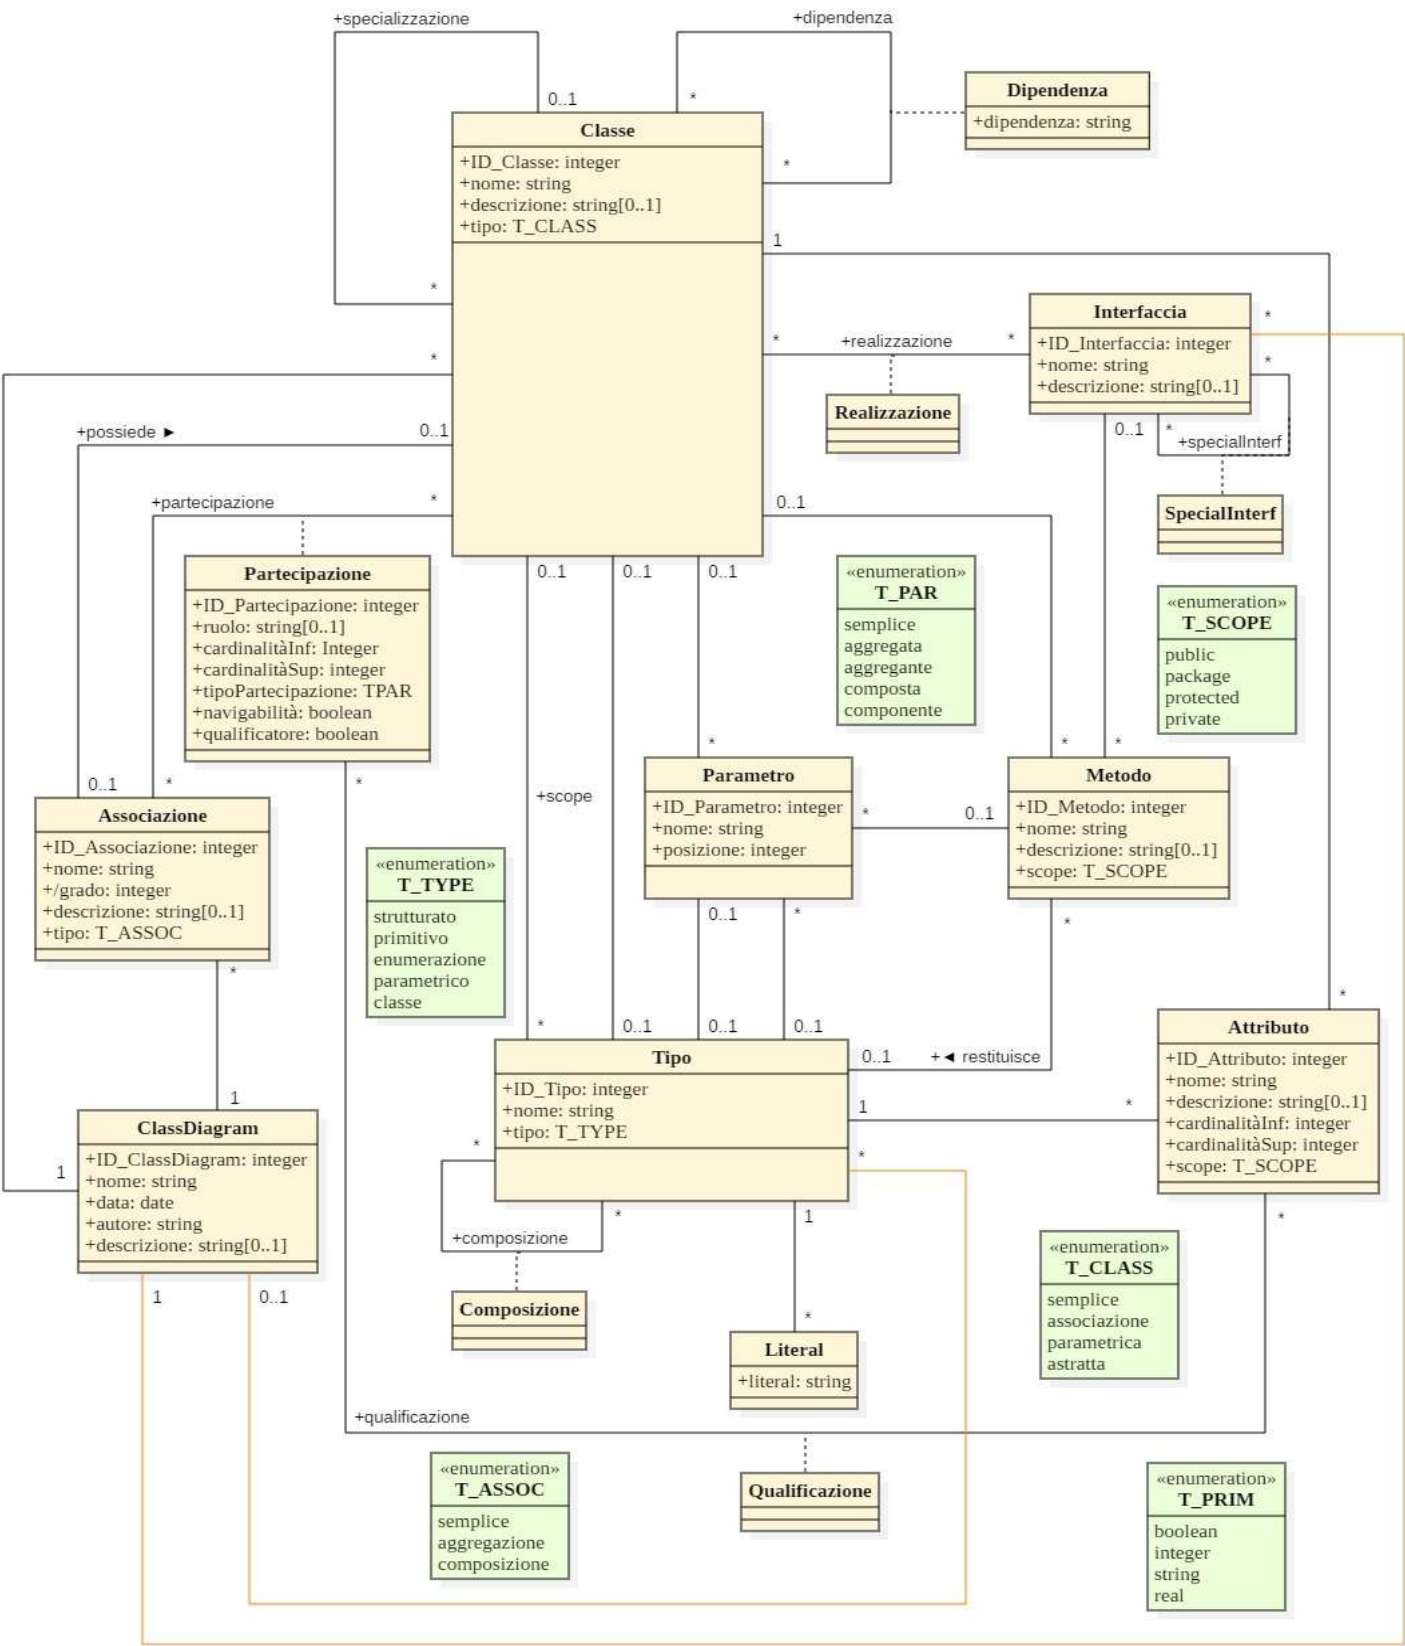 +specializzazione
+dipendenza
0..1
*
Dipendenza
+dipendenza: string
Classe
+ID_Classe: integer
+nome: string
+descrizione: string[0..1]
+tipo: T_CLASS
*
1
*
*
+realizzazione
*
*
Interfaccia
+ID_Interfaccia: integer
+nome: string
+descrizione: string[0..1]
*
*
Realizzazione
0..1
*
+specialInterf
SpecialInterf
+possiede ►
0..1
+partecipazione
*
0..1
Partecipazione
+ID_Partecipazione: integer
+ruolo: string[0..1]
+cardinalitàInf: Integer
+cardinalitàSup: integer
+tipoPartecipazione: TPAR
+navigabilità: boolean
+qualificatore: boolean
0..1
0..1
0..1
«enumeration»
T_PAR
semplice
aggregata
aggregante
composta
componente
«enumeration»
T_SCOPE
public
package
protected
private
*
*
*
0..1
*
*
+scope
Associazione
+ID_Associazione: integer
+nome: string
+/grado: integer
+descrizione: string[0..1]
+tipo: T_ASSOC
«enumeration»
T_TYPE
strutturato
primitivo
enumerazione
parametrico
classe
Parametro
+ID_Parametro: integer
+nome: string
+posizione: integer
*
0..1
Metodo
+ID_Metodo: integer
+nome: string
+descrizione: string[0..1]
+scope: T_SCOPE
0..1
*
*
*
*
*
0..1
0..1
0..1
Tipo
+ID_Tipo: integer
+nome: string
+tipo: T_TYPE
0..1
+◄ restituisce
1
*
*
Attributo
+ID_Attributo: integer
+nome: string
+descrizione: string[0..1]
+cardinalitàInf: integer
+cardinalitàSup: integer
+scope: T_SCOPE
1
ClassDiagram
+ID_ClassDiagram: integer
+nome: string
+data: date
+autore: string
+descrizione: string[0..1]
1
1
0..1
*
*
+composizione
Composizione
1
*
Literal
+literal: string
*
«enumeration»
T_CLASS
semplice
associazione
parametrica
astratta
+qualificazione
Qualificazione
«enumeration»
T_ASSOC
semplice
aggregazione
composizione
«enumeration»
T_PRIM
boolean
integer
string
real